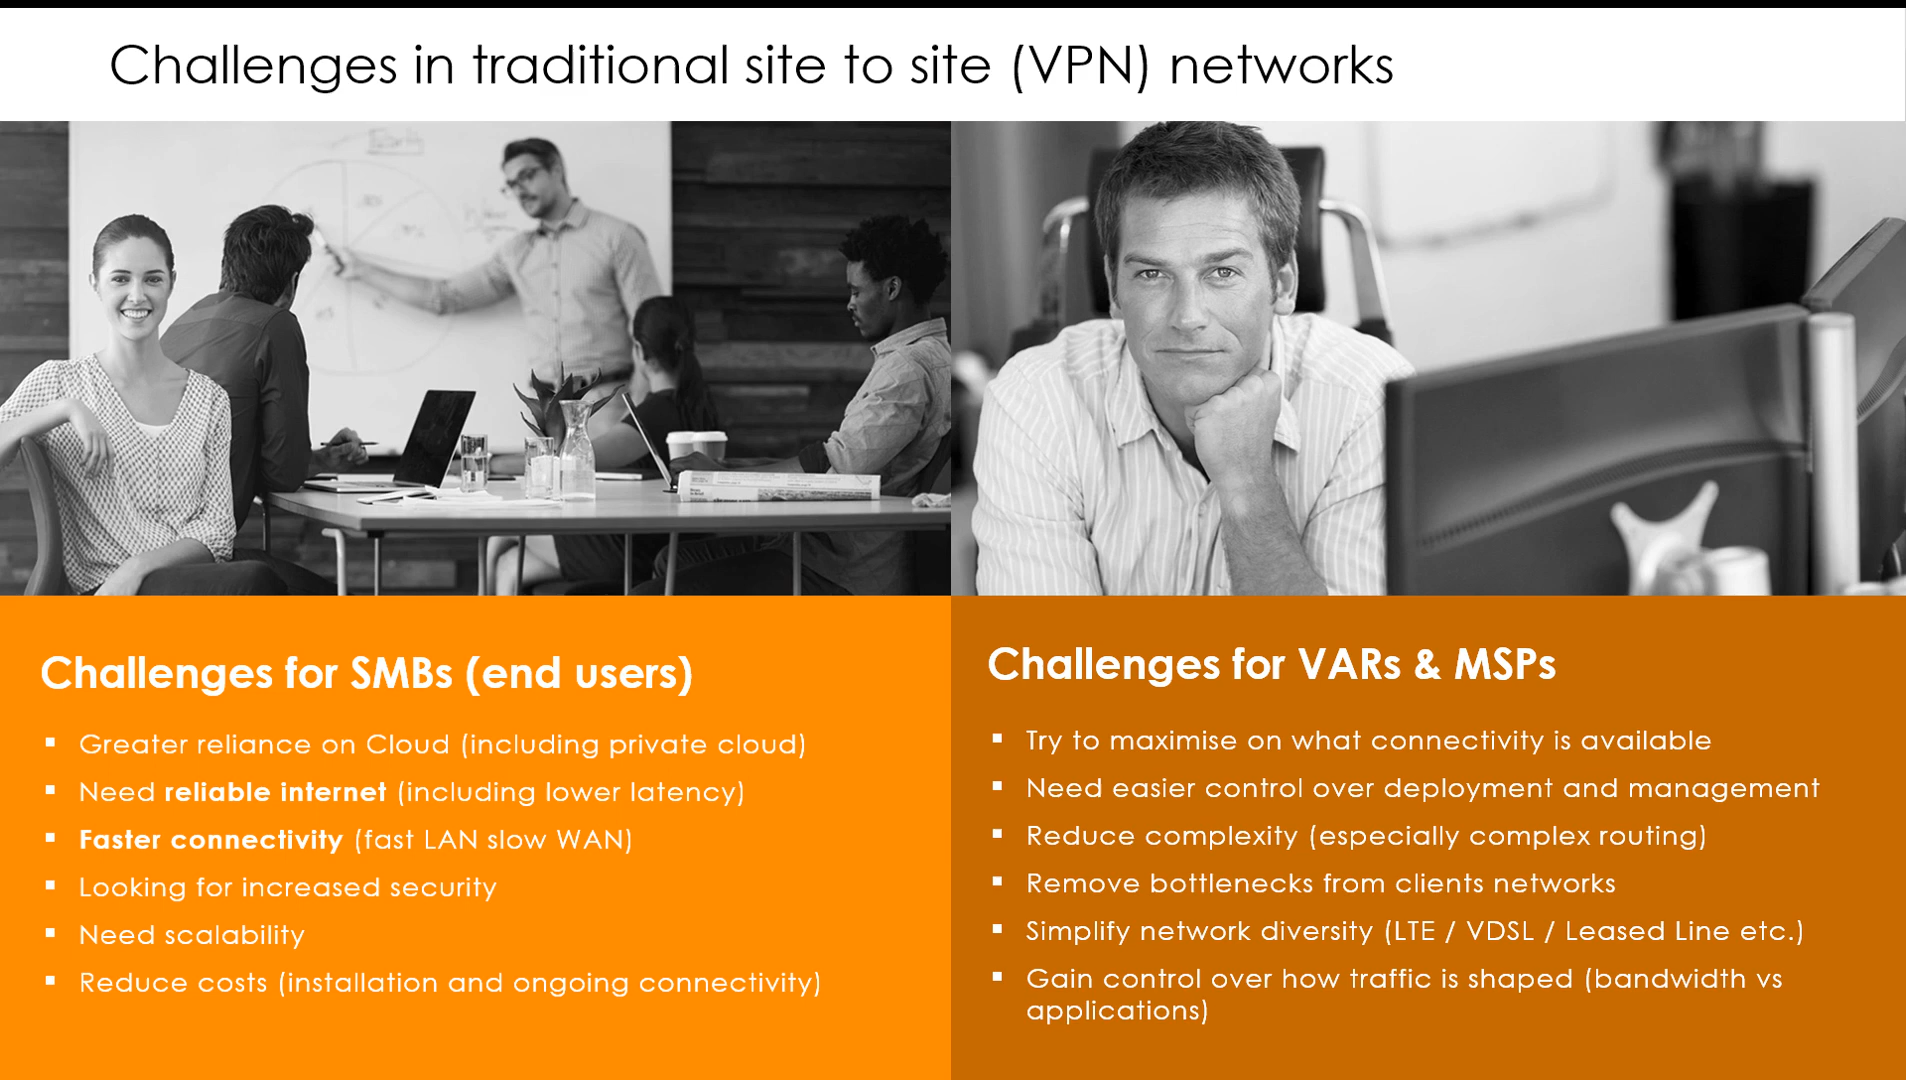 Challenges in traditional site to site (VPN) networks
Challenges for SMBs (end users)
▪ Greater reliance on Cloud (including private cloud)
▪ Need reliable internet (including lower latency)
▪ Faster connectivity (fast LAN slow WAN)
▪ Looking for increased security
▪ Need scalability
▪ Reduce costs (installation and ongoing connectivity)
Challenges for VARs & MSPs
▪ Try to maximise on what connectivity is available
▪ Need easier control over deployment and management
▪ Reduce complexity (especially complex routing)
▪ Remove bottlenecks from clients networks
▪ Simplify network diversity (LTE / VDSL / Leased Line etc.)
▪ Gain control over how traffic is shaped (bandwidth vs
applications)